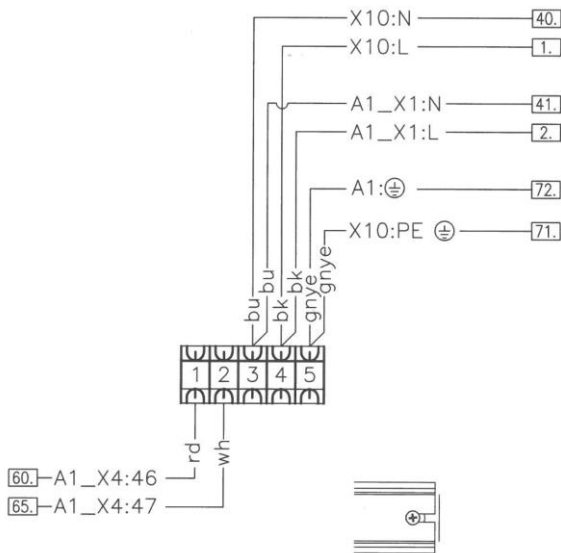 X10:N 40.
X10:L 1.
A1_X1:N 41.
A1_X1:L 2.
A1: 72.
X10:PE 71.
bu bu bk bk gnye gnye
1 2 3 4 5
rd wh
60. A1_X4:46
65. A1_X4:47